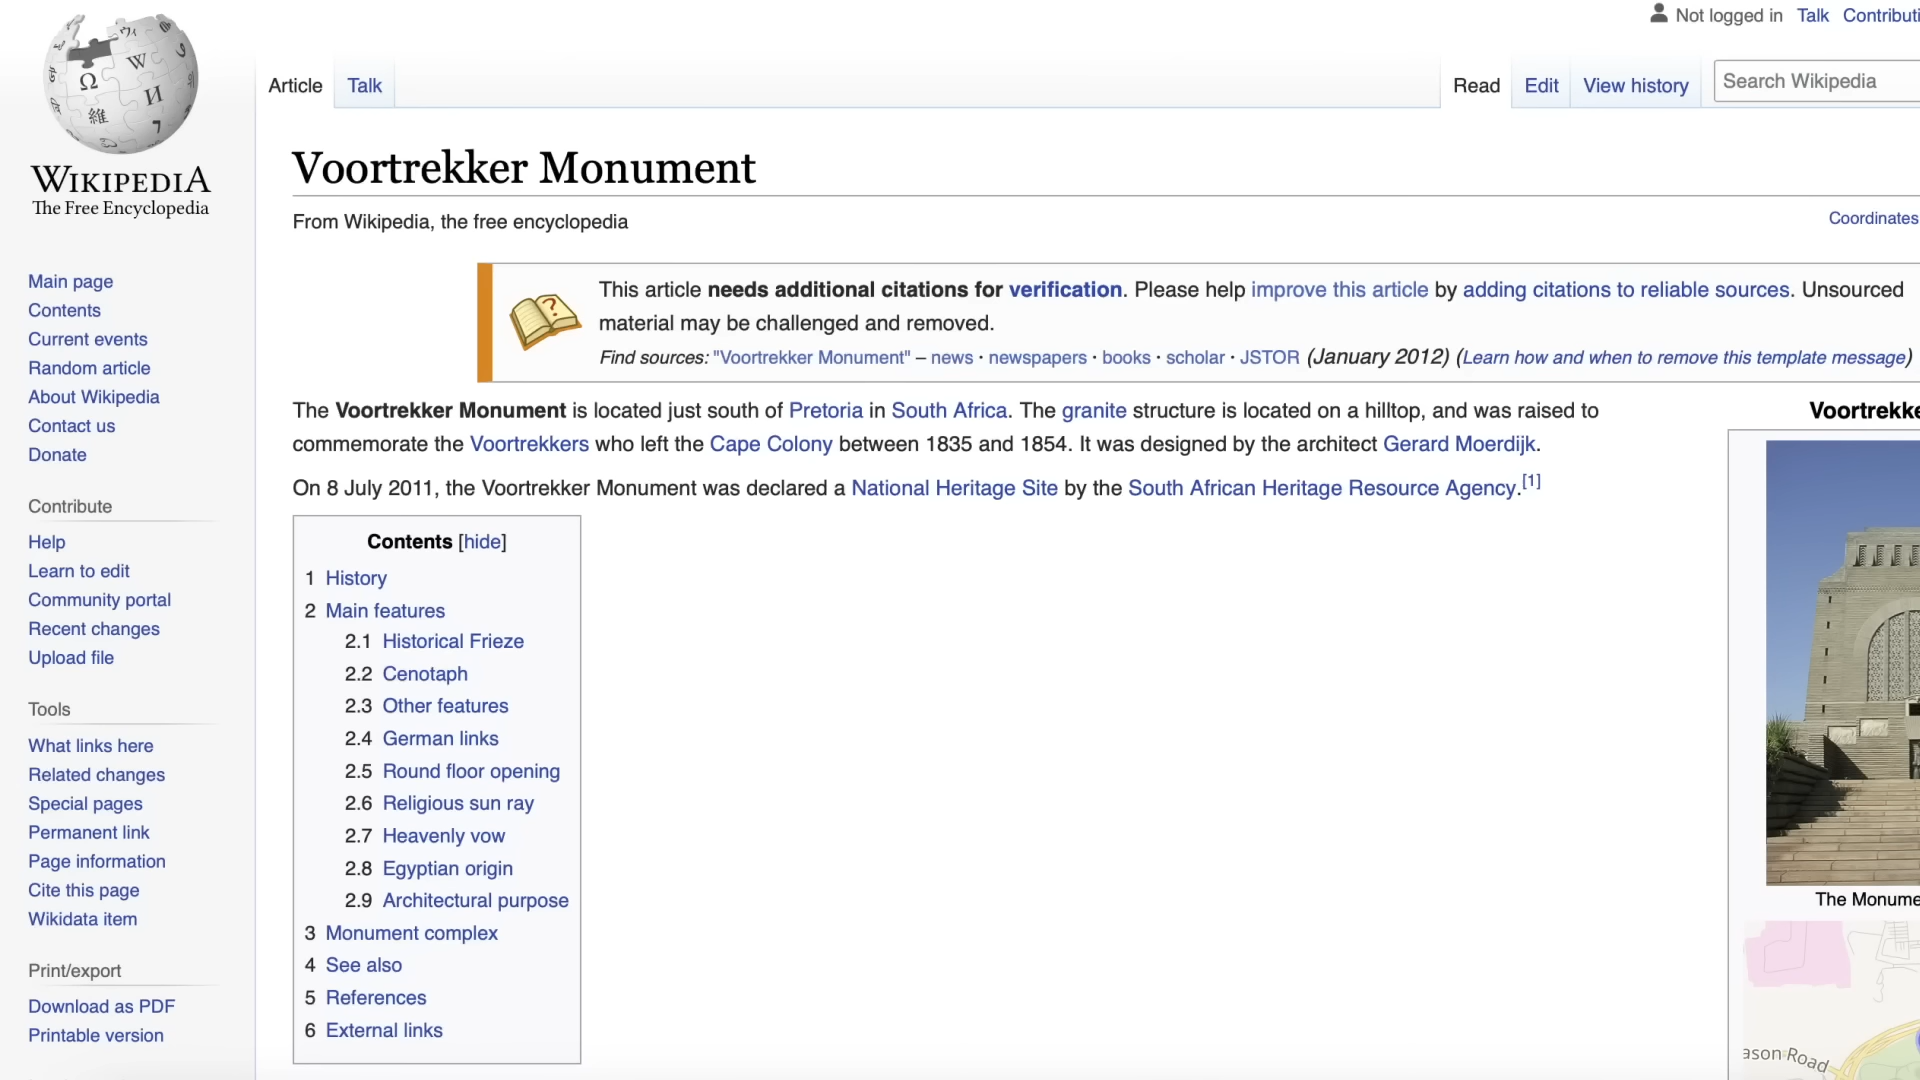 Not logged in Talk Contributi
Article Talk Read Edit View history Search Wikipedia
WIKIPEDIA
The Free Encyclopedia
Main page
Contents
Current events
Random article
About Wikipedia
Contact us
Donate
Contribute
Help
Learn to edit
Community portal
Recent changes
Upload file
Tools
What links here
Related changes
Special pages
Permanent link
Page information
Cite this page
Wikidata item
Print/export
Download as PDF
Printable version
Voortrekker Monument
From Wikipedia, the free encyclopedia
Coordinates
This article needs additional citations for verification. Please help improve this article by adding citations to reliable sources. Unsourced
material may be challenged and removed.
Find sources: "Voortrekker Monument" – news · newspapers · books · scholar · JSTOR (January 2012) (Learn how and when to remove this template message)
The Voortrekker Monument is located just south of Pretoria in South Africa. The granite structure is located on a hilltop, and was raised to
commemorate the Voortrekkers who left the Cape Colony between 1835 and 1854. It was designed by the architect Gerard Moerdijk.
On 8 July 2011, the Voortrekker Monument was declared a National Heritage Site by the South African Heritage Resource Agency.[1]
Contents [hide]
1 History
2 Main features
2.1 Historical Frieze
2.2 Cenotaph
2.3 Other features
2.4 German links
2.5 Round floor opening
2.6 Religious sun ray
2.7 Heavenly vow
2.8 Egyptian origin
2.9 Architectural purpose
3 Monument complex
4 See also
5 References
6 External links
Voortrekke
The Monume
ason Road